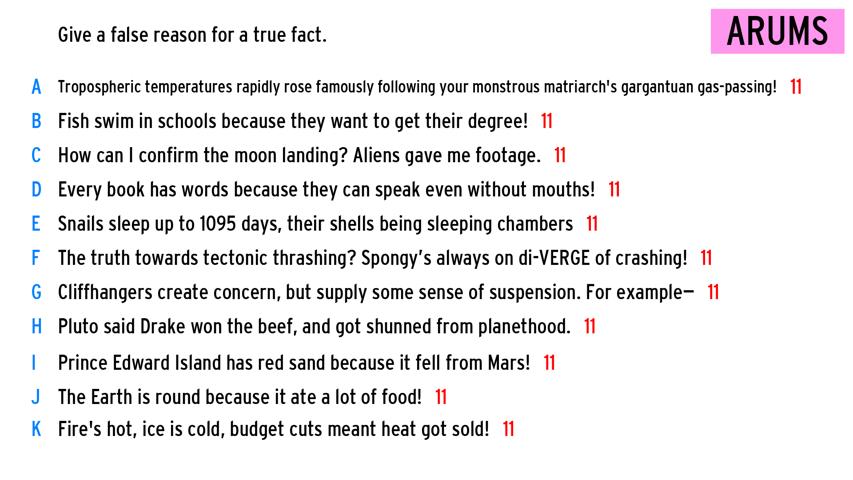 Give a false reason for a true fact.
ARUMS
A Tropospheric temperatures rapidly rose famously following your monstrous matriarch's gargantuan gas-passing! 11
B Fish swim in schools because they want to get their degree! 11
C How can I confirm the moon landing? Aliens gave me footage. 11
D Every book has words because they can speak even without mouths! 11
E Snails sleep up to 1095 days, their shells being sleeping chambers 11
F The truth towards tectonic thrashing? Spongy’s always on di-VERGE of crashing! 11
G Cliffhangers create concern, but supply some sense of suspension. For example— 11
H Pluto said Drake won the beef, and got shunned from planethood. 11
I Prince Edward Island has red sand because it fell from Mars! 11
J The Earth is round because it ate a lot of food! 11
K Fire's hot, ice is cold, budget cuts meant heat got sold! 11